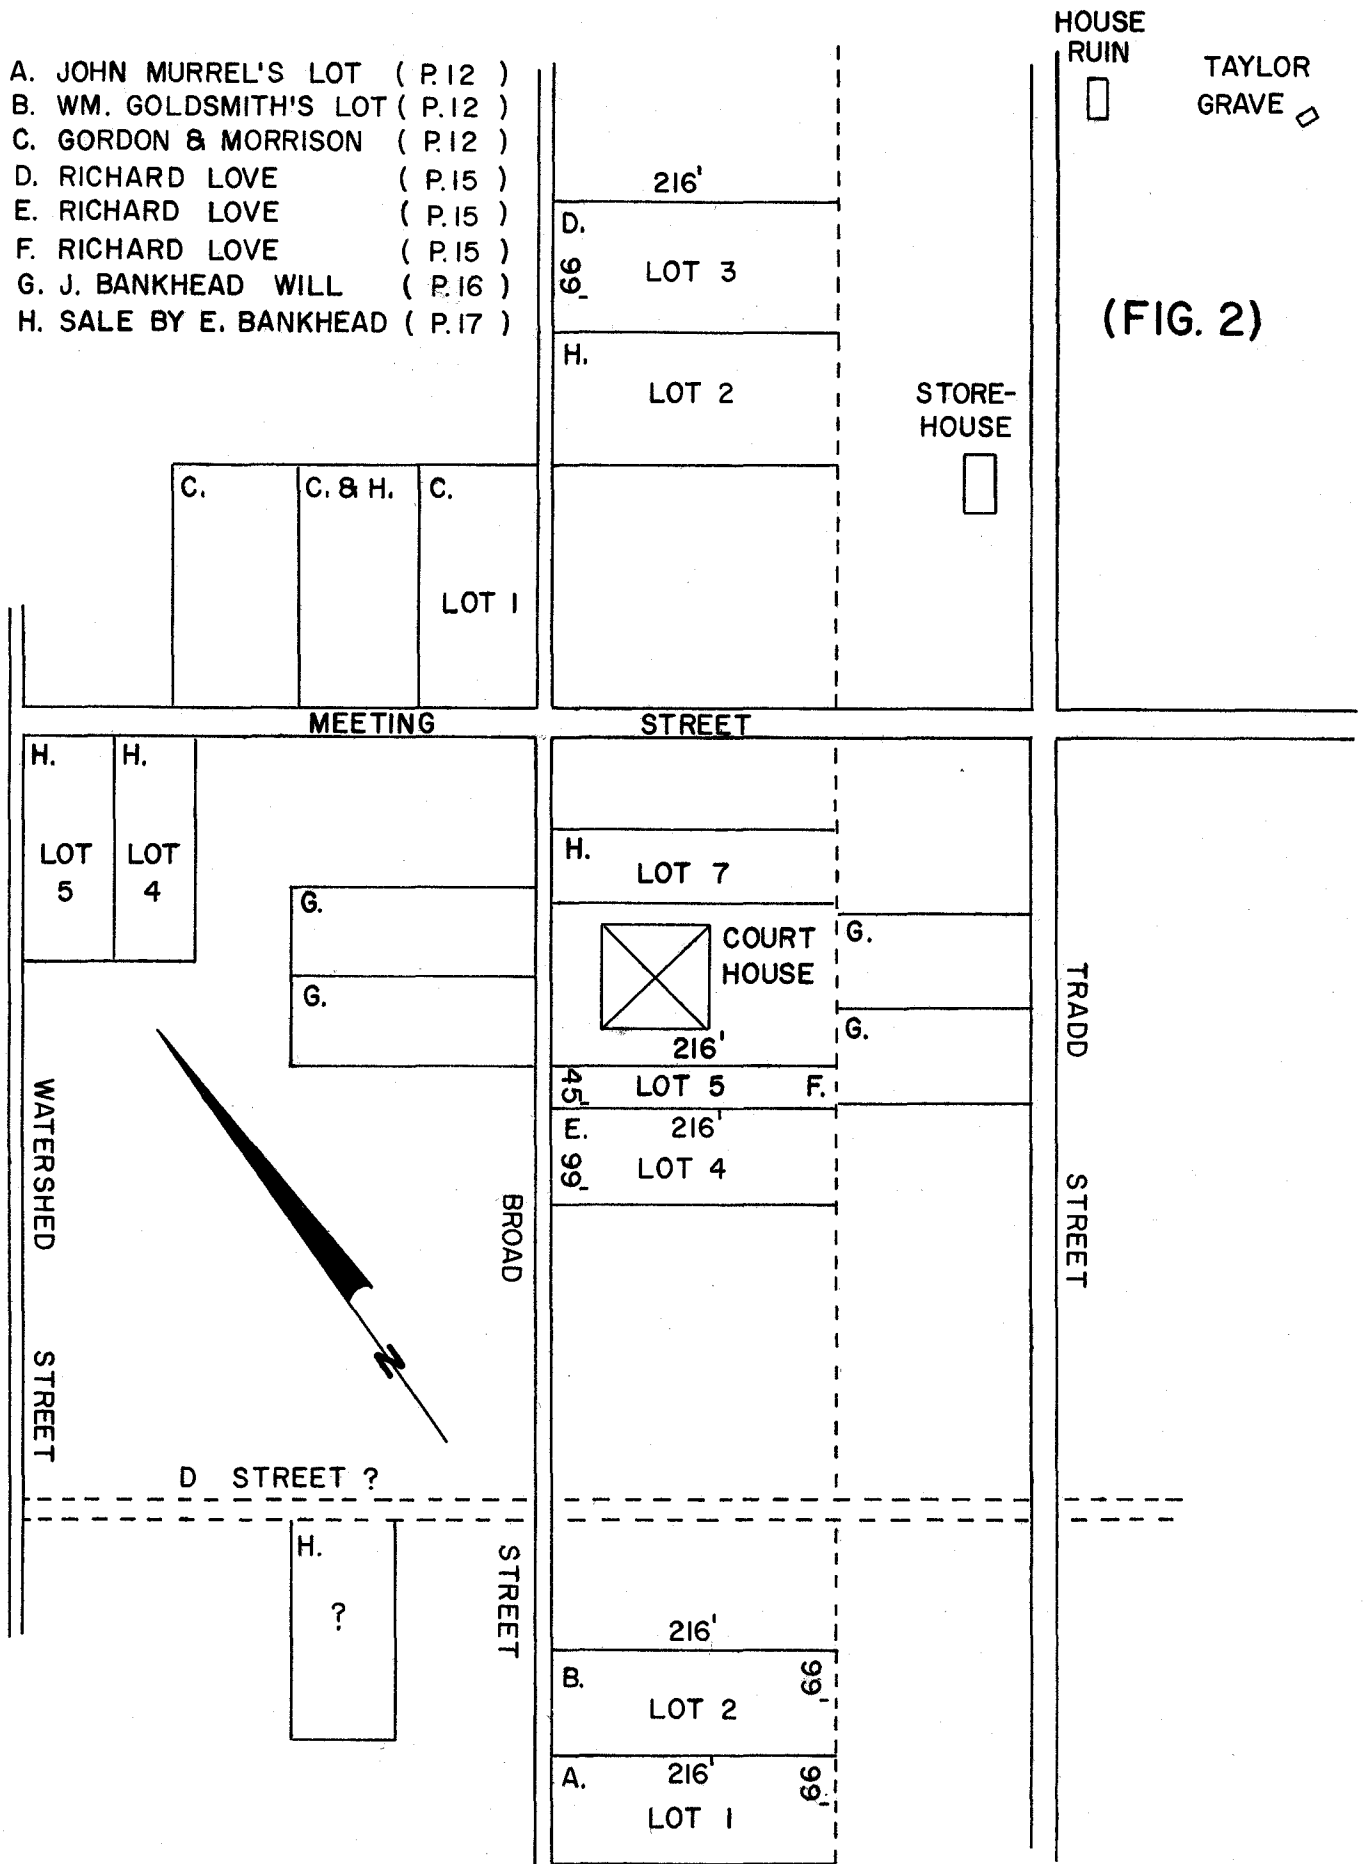 A. JOHN MURREL'S LOT ( P. 12 )
B. WM. GOLDSMITH'S LOT ( P. 12 )
C. GORDON & MORRISON ( P. 12 )
D. RICHARD LOVE ( P. 15 )
E. RICHARD LOVE ( P. 15 )
F. RICHARD LOVE ( P. 15 )
G. J. BANKHEAD WILL ( P. 16 )
H. SALE BY E. BANKHEAD ( P. 17 )
HOUSE
RUIN
TAYLOR
GRAVE
(FIG. 2)
216'
D.
99'
LOT 3
H.
LOT 2
STORE-
HOUSE
C.
C. & H.
C.
LOT 1
MEETING STREET
H.
LOT
5
H.
LOT
4
H.
LOT 7
G.
G.
COURT
HOUSE
G.
G.
216'
45'
LOT 5
F.
E.
216'
99'
LOT 4
WATERSHED STREET
BROAD STREET
TRADD STREET
N
D STREET ?
H.
?
216'
B.
LOT 2
99'
A.
216'
99'
LOT 1